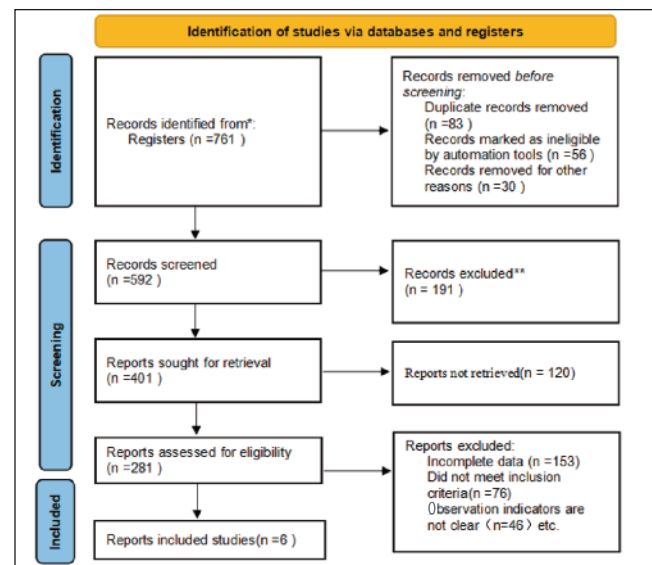 Identification of studies via databases and registers
Identification
Records identified from*:
Registers (n =761 )
Records removed before
screening:
Duplicate records removed
(n =83 )
Records marked as ineligible
by automation tools (n =56 )
Records removed for other
reasons (n =30 )
Screening
Records screened
(n =592 )
Records excluded**
(n = 191 )
Reports sought for retrieval
(n =401 )
Reports not retrieved(n = 120)
Reports assessed for eligibility
(n =281 )
Reports excluded:
Incomplete data (n =153)
Did not meet inclusion
criteria(n =76)
Observation indicators are
not clear（n=46）etc.
Included
Reports included studies(n =6 )